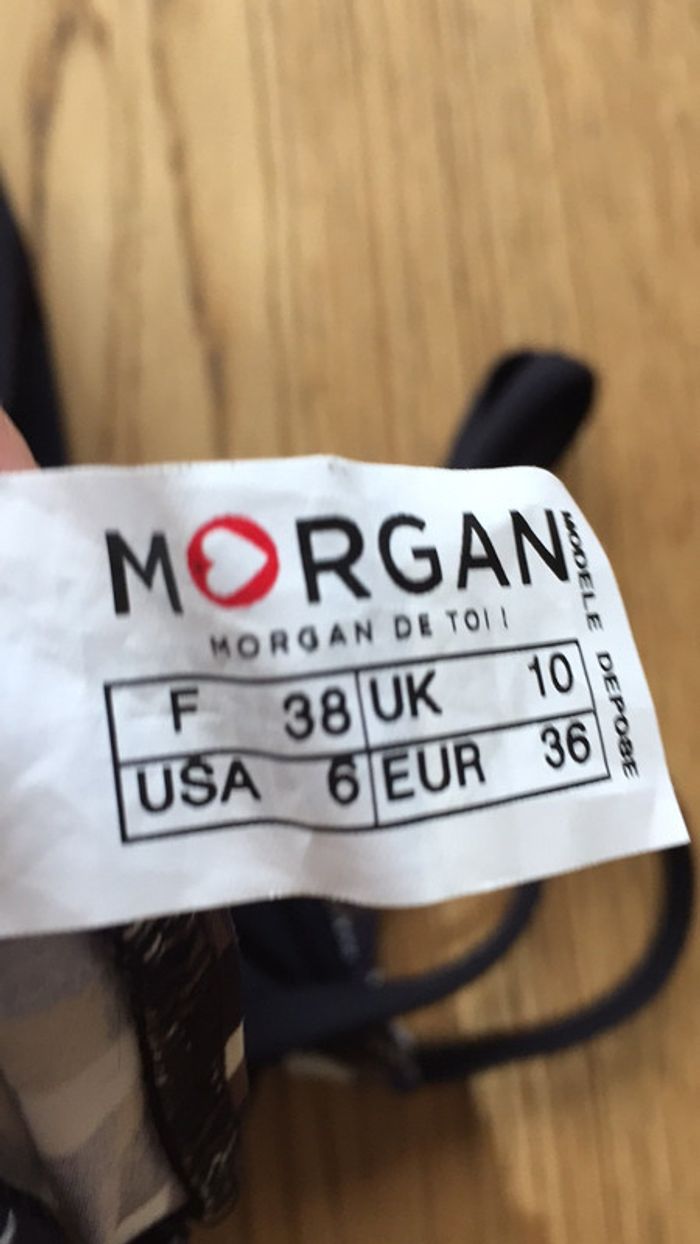 MORGAN
MORGAN DE TOI !
F 38 UK 10
USA 6 EUR 36
MODELE DEPOSE